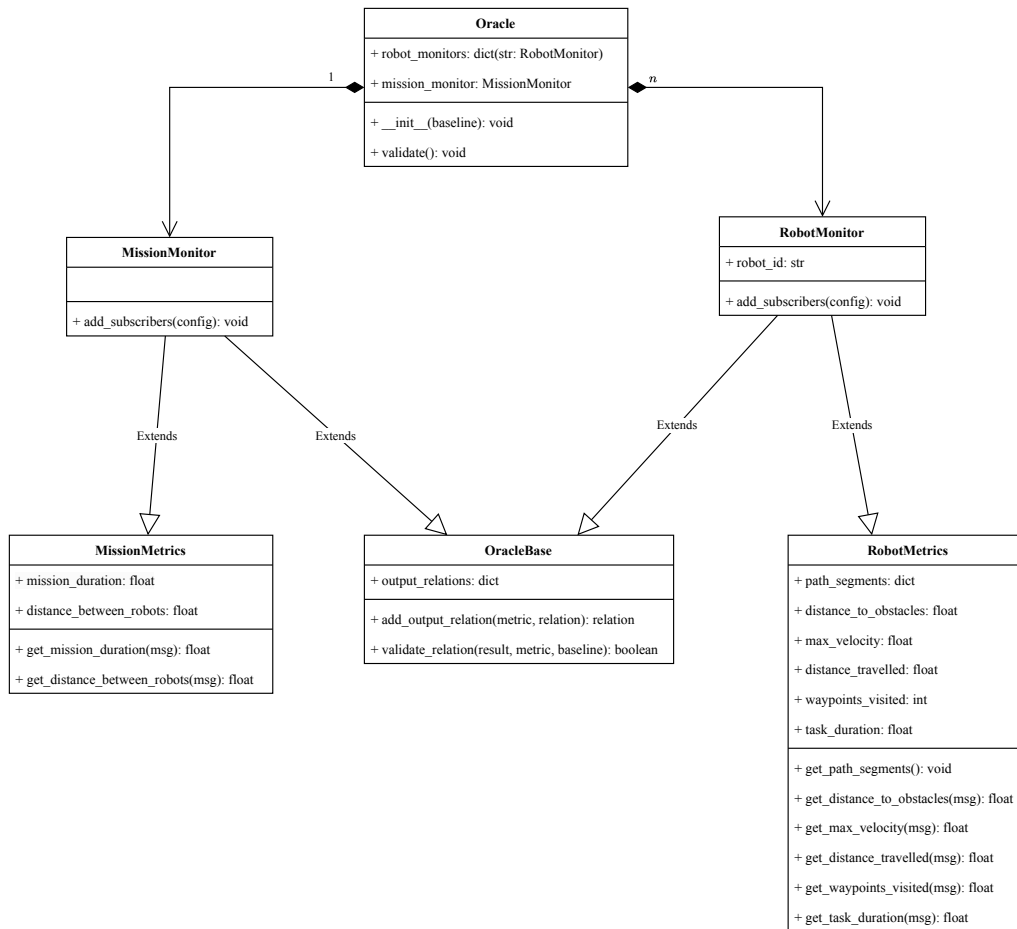 Oracle
+ robot_monitors: dict(str: RobotMonitor)
+ mission_monitor: MissionMonitor
+ __init__(baseline): void
+ validate(): void
1
n
MissionMonitor
+ add_subscribers(config): void
RobotMonitor
+ robot_id: str
+ add_subscribers(config): void
Extends
Extends
Extends
Extends
MissionMetrics
+ mission_duration: float
+ distance_between_robots: float
+ get_mission_duration(msg): float
+ get_distance_between_robots(msg): float
OracleBase
+ output_relations: dict
+ add_output_relation(metric, relation): relation
+ validate_relation(result, metric, baseline): boolean
RobotMetrics
+ path_segments: dict
+ distance_to_obstacles: float
+ max_velocity: float
+ distance_travelled: float
+ waypoints_visited: int
+ task_duration: float
+ get_path_segments(): void
+ get_distance_to_obstacles(msg): float
+ get_max_velocity(msg): float
+ get_distance_travelled(msg): float
+ get_waypoints_visited(msg): float
+ get_task_duration(msg): float